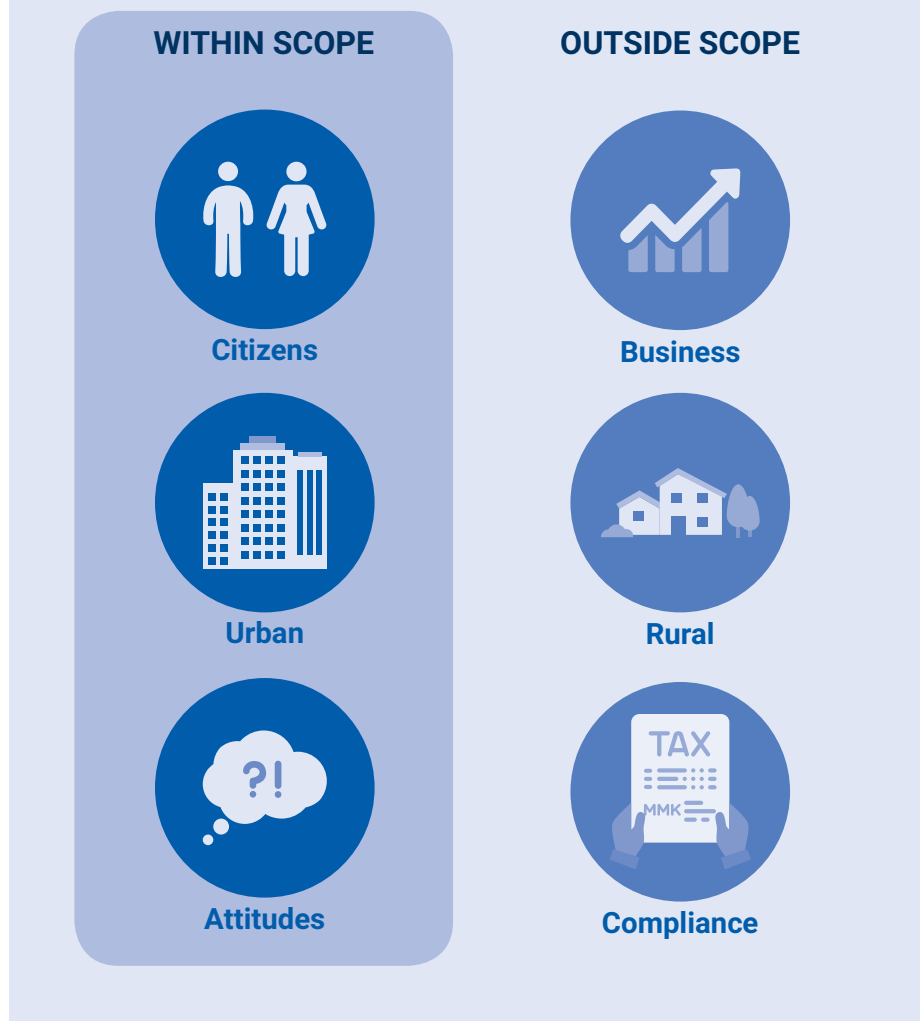 WITHIN SCOPE
OUTSIDE SCOPE
Citizens
Business
Urban
Rural
?!
TAX
MMK
Attitudes
Compliance